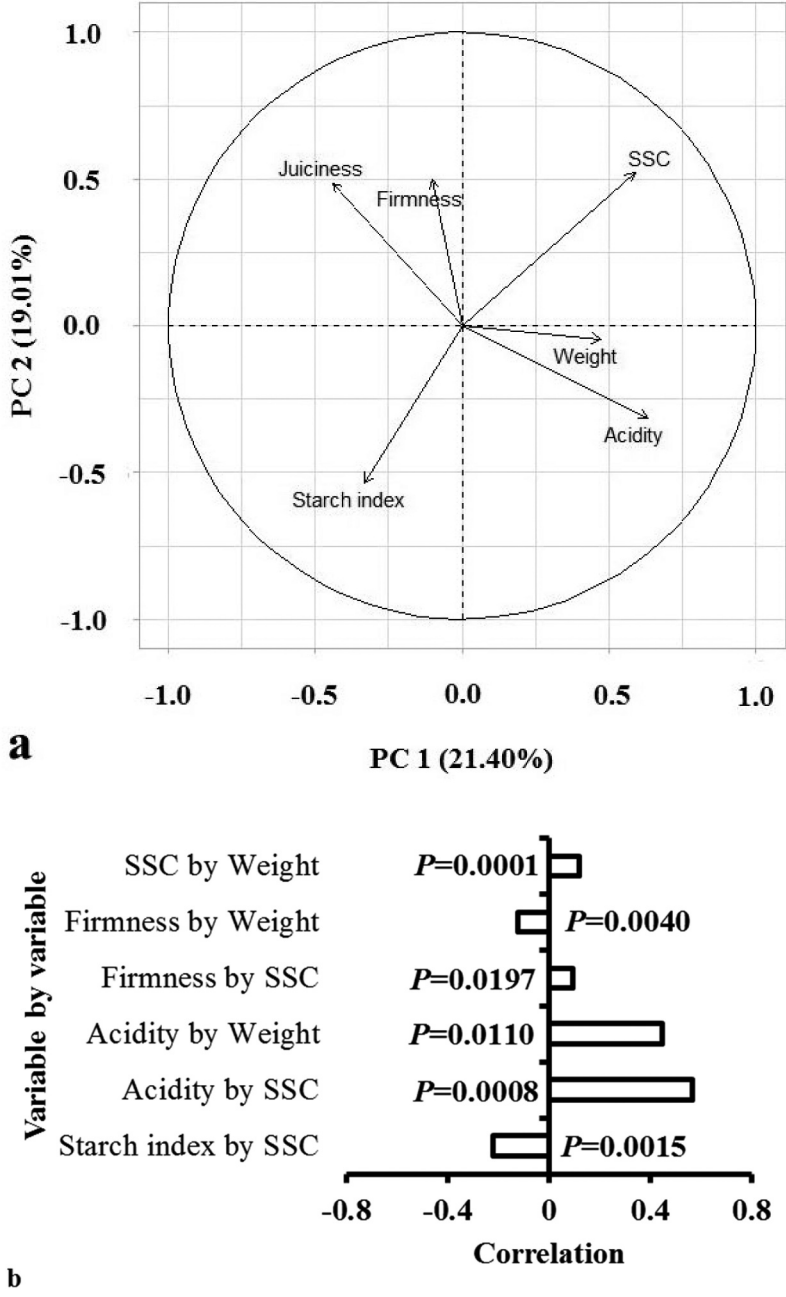 1.0
0.5
0.0
-0.5
-1.0
PC 2 (19.01%)
Juiciness
Firmness
SSC
Weight
Acidity
Starch index
-1.0 -0.5 0.0 0.5 1.0
PC 1 (21.40%)
a
Variable by variable
SSC by Weight P=0.0001
Firmness by Weight P=0.0040
Firmness by SSC P=0.0197
Acidity by Weight P=0.0110
Acidity by SSC P=0.0008
Starch index by SSC P=0.0015
-0.8 -0.4 0 0.4 0.8
Correlation
b